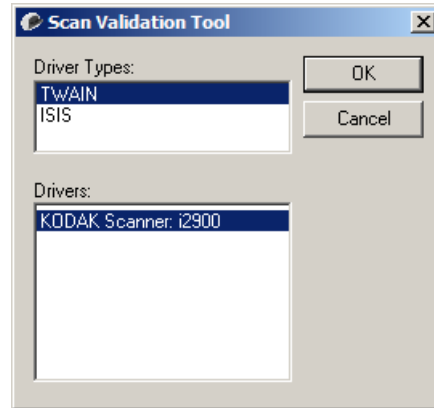 Scan Validation Tool
Driver Types:
TWAIN
ISIS
OK
Cancel
Drivers:
KODAK Scanner: i2900